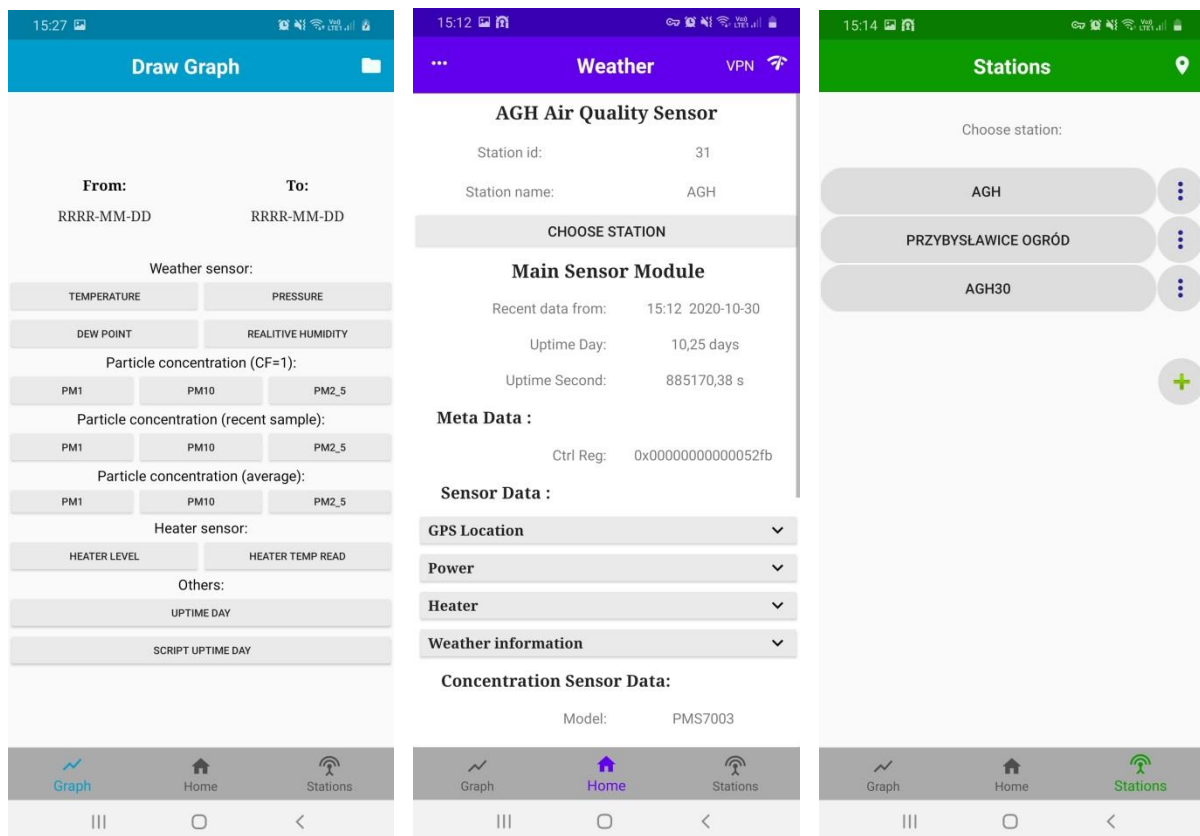 15:27
Draw Graph
From: To:
RRRR-MM-DD RRRR-MM-DD
Weather sensor:
TEMPERATURE PRESSURE
DEW POINT REALITIVE HUMIDITY
Particle concentration (CF=1):
PM1 PM10 PM2_5
Particle concentration (recent sample):
PM1 PM10 PM2_5
Particle concentration (average):
PM1 PM10 PM2_5
Heater sensor:
HEATER LEVEL HEATER TEMP READ
Others:
UPTIME DAY
SCRIPT UPTIME DAY
Graph Home Stations
15:12
... Weather VPN
AGH Air Quality Sensor
Station id: 31
Station name: AGH
CHOOSE STATION
Main Sensor Module
Recent data from: 15:12 2020-10-30
Uptime Day: 10,25 days
Uptime Second: 885170,38 s
Meta Data :
Ctrl Reg: 0x00000000000052fb
Sensor Data :
GPS Location
Power
Heater
Weather information
Concentration Sensor Data:
Model: PMS7003
Graph Home Stations
15:14
Stations
Choose station:
AGH
PRZYBYSŁAWICE OGRÓD
AGH30
Graph Home Stations